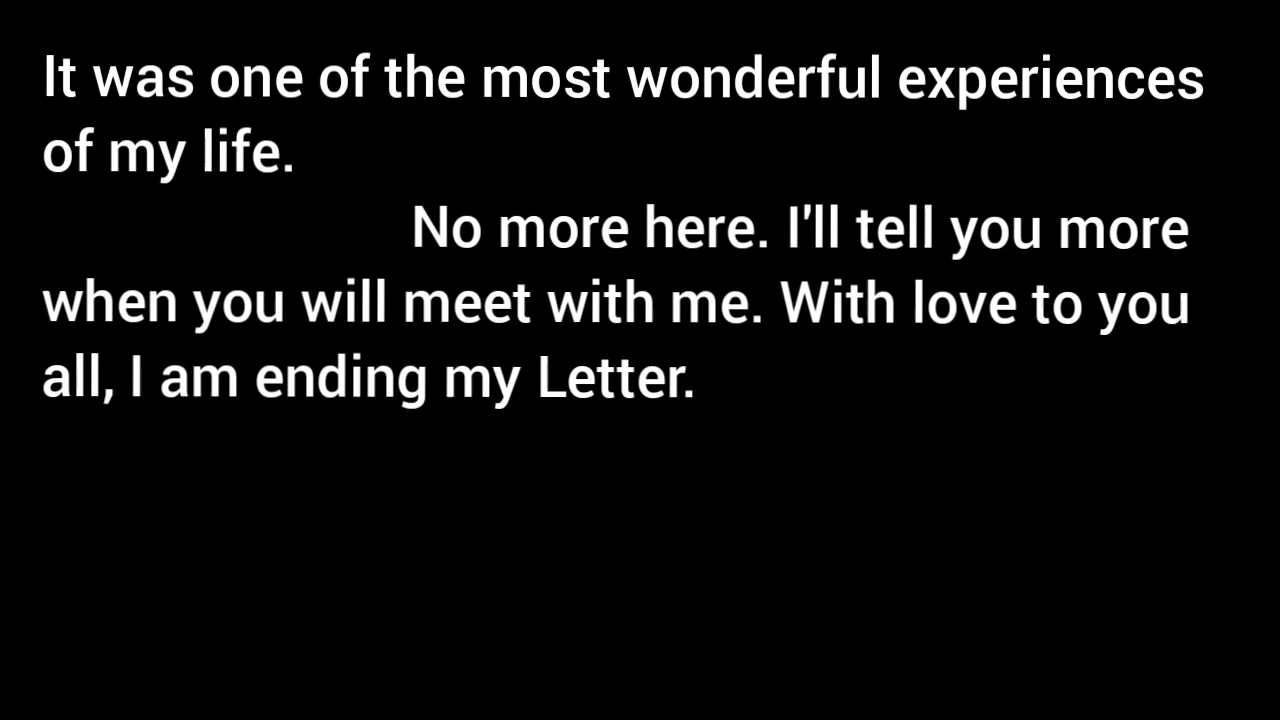 It was one of the most wonderful experiences
of my life.
No more here. I'll tell you more
when you will meet with me. With love to you
all, I am ending my Letter.